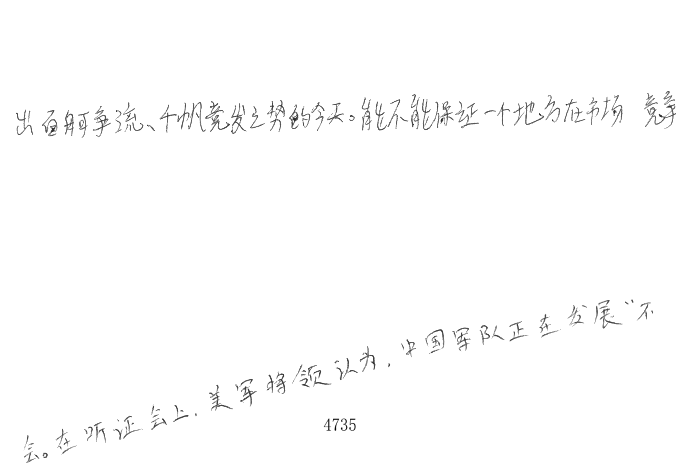 出百舸争流、千帆竞发之势的今天。能不能保证一个地方在市场 竞争
会。在听证会上,美军将领认为,中国军队正在发展“不
4735